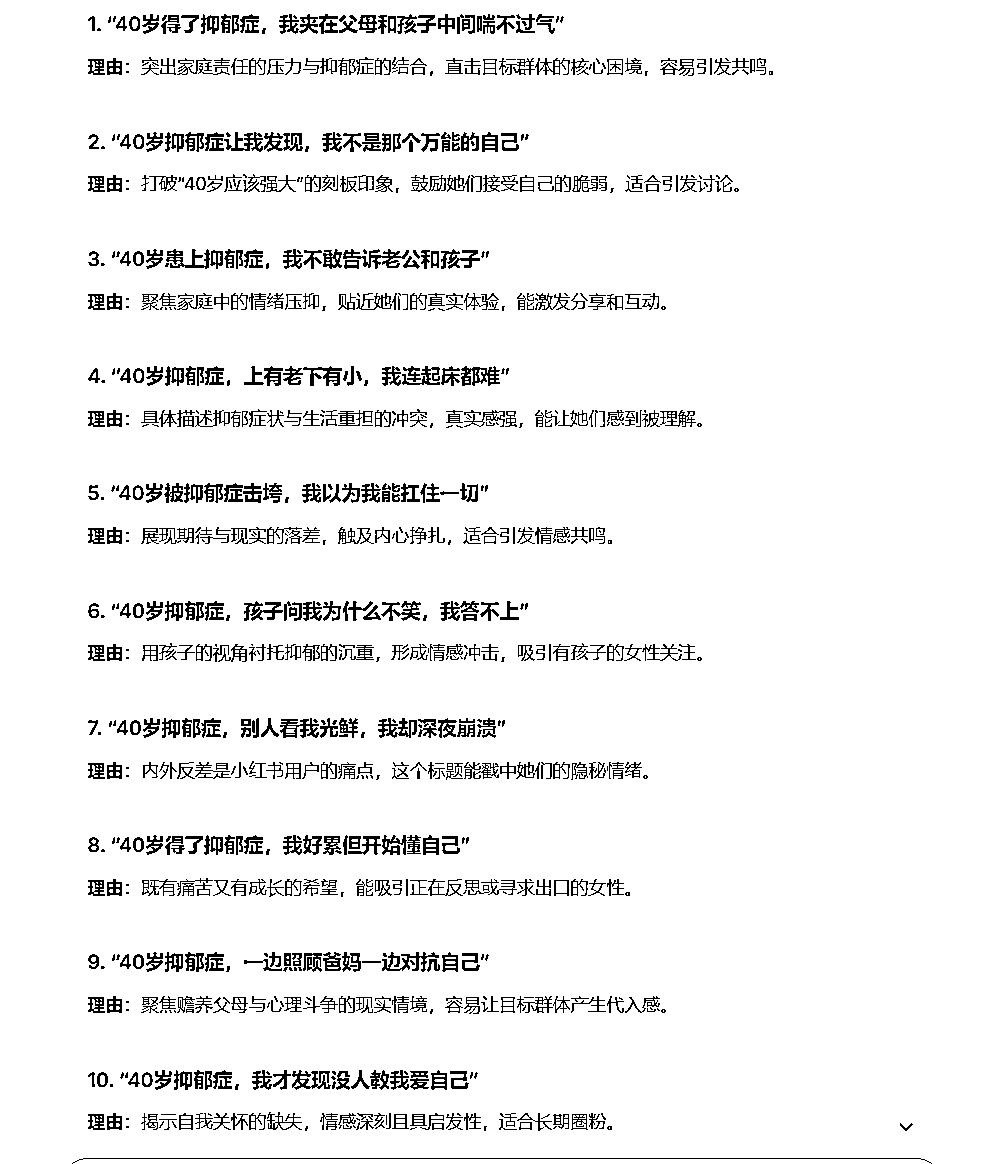 1. “40岁得了抑郁症，我夹在父母和孩子中间喘不过气”
理由：突出家庭责任的压力与抑郁症的结合，直击目标群体的核心困境，容易引发共鸣。
2. “40岁抑郁症让我发现，我不是那个万能的自己”
理由：打破“40岁应该强大”的刻板印象，鼓励她们接受自己的脆弱，适合引发讨论。
3. “40岁患上抑郁症，我不敢告诉老公和孩子”
理由：聚焦家庭中的情绪压抑，贴近她们的真实体验，能激发分享和互动。
4. “40岁抑郁症，上有老下有小，我连起床都难”
理由：具体描述抑郁症状与生活重担的冲突，真实感强，能让她们感到被理解。
5. “40岁被抑郁症击垮，我以为我能扛住一切”
理由：展现期待与现实的落差，触及内心挣扎，适合引发情感共鸣。
6. “40岁抑郁症，孩子问我为什么不笑，我答不上”
理由：用孩子的视角衬托抑郁的沉重，形成情感冲击，吸引有孩子的女性关注。
7. “40岁抑郁症，别人看我光鲜，我却深夜崩溃”
理由：内外反差是小红书用户的痛点，这个标题能戳中她们的隐秘情绪。
8. “40岁得了抑郁症，我好累但开始懂自己”
理由：既有痛苦又有成长的希望，能吸引正在反思或寻求出口的女性。
9. “40岁抑郁症，一边照顾爸妈一边对抗自己”
理由：聚焦赡养父母与心理斗争的现实情境，容易让目标群体产生代入感。
10. “40岁抑郁症，我才发现没人教我爱自己”
理由：揭示自我关怀的缺失，情感深刻且具启发性，适合长期圈粉。